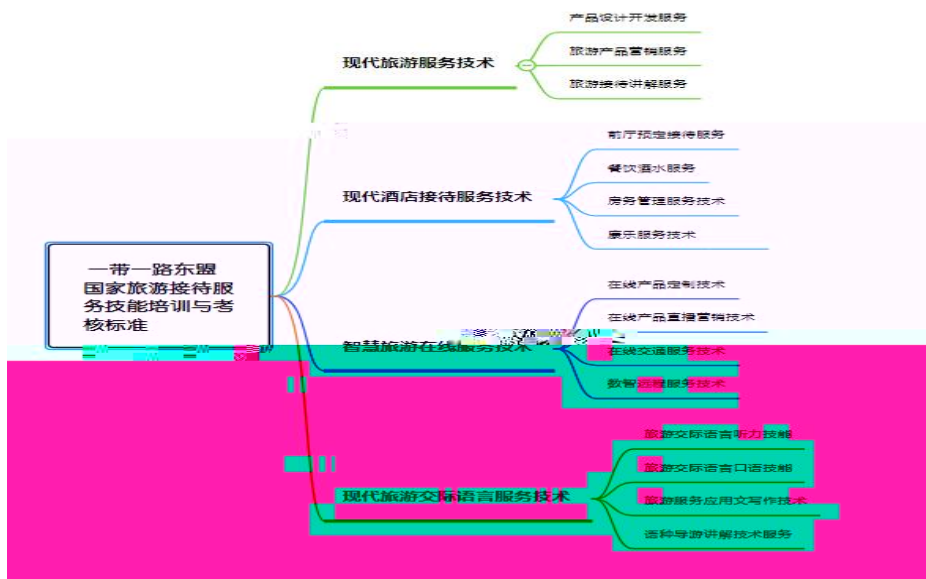 产品设计开发服务
现代旅游服务技术
旅游产品营销服务
旅游接待讲解服务
前厅预定接待服务
餐饮酒水服务
现代酒店接待服务技术
房务管理服务技术
康乐服务技术
一带一路东盟
国家旅游接待服
务技能培训与考
核标准
在线产品定制技术
在线产品直播营销技术
智慧旅游在线服务技术
在线交通服务技术
数智远程服务技术
旅游交际语言听力技能
旅游交际语言口语技能
现代旅游交际语言服务技术
旅游服务应用文写作技术
语种导游讲解技术服务